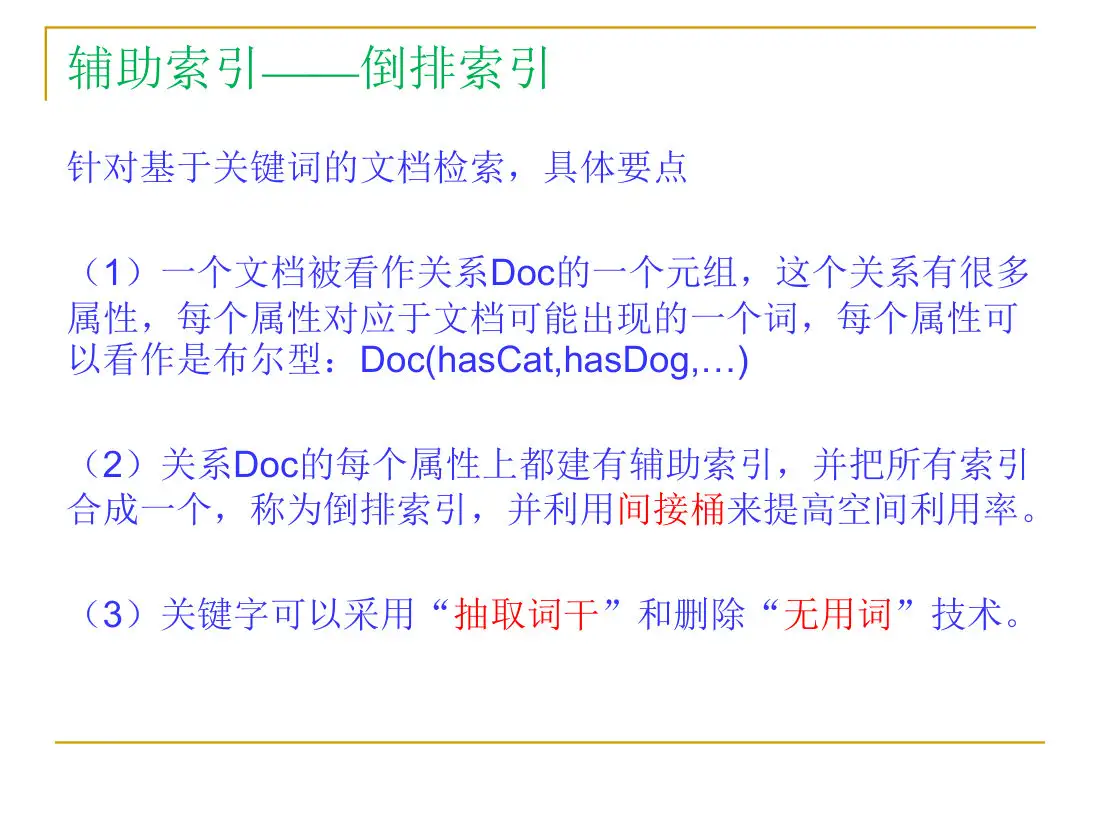 辅助索引——倒排索引
针对基于关键词的文档检索，具体要点
（1）一个文档被看作关系Doc的一个元组，这个关系有很多
属性，每个属性对应于文档可能出现的一个词，每个属性可
以看作是布尔型：Doc(hasCat,hasDog,…)
（2）关系Doc的每个属性上都建有辅助索引，并把所有索引
合成一个，称为倒排索引，并利用间接桶来提高空间利用率。
（3）关键字可以采用“抽取词干”和删除“无用词”技术。